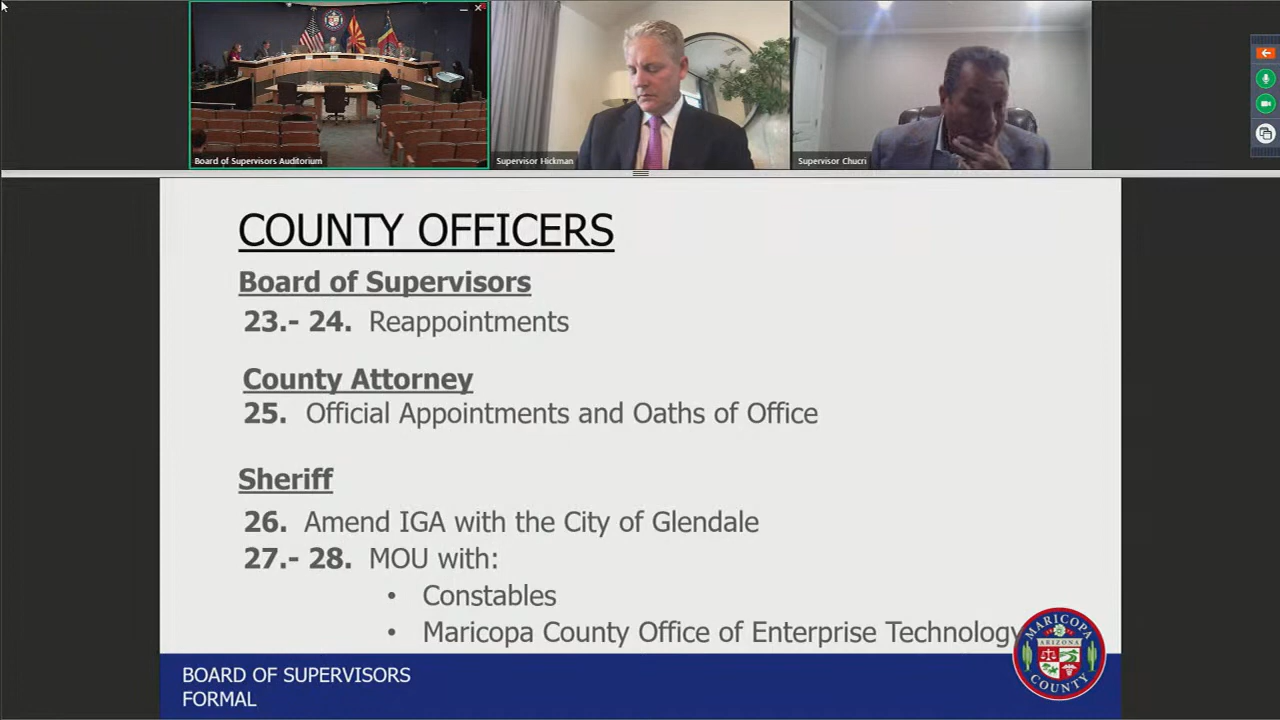 Board of Supervisors Auditorium
Supervisor Hickman
Supervisor Chucri
COUNTY OFFICERS
Board of Supervisors
23.- 24. Reappointments
County Attorney
25. Official Appointments and Oaths of Office
Sheriff
26. Amend IGA with the City of Glendale
27.- 28. MOU with:
• Constables
• Maricopa County Office of Enterprise Technology
MARICOPA
ARIZONA
COUNTY
BOARD OF SUPERVISORS
FORMAL